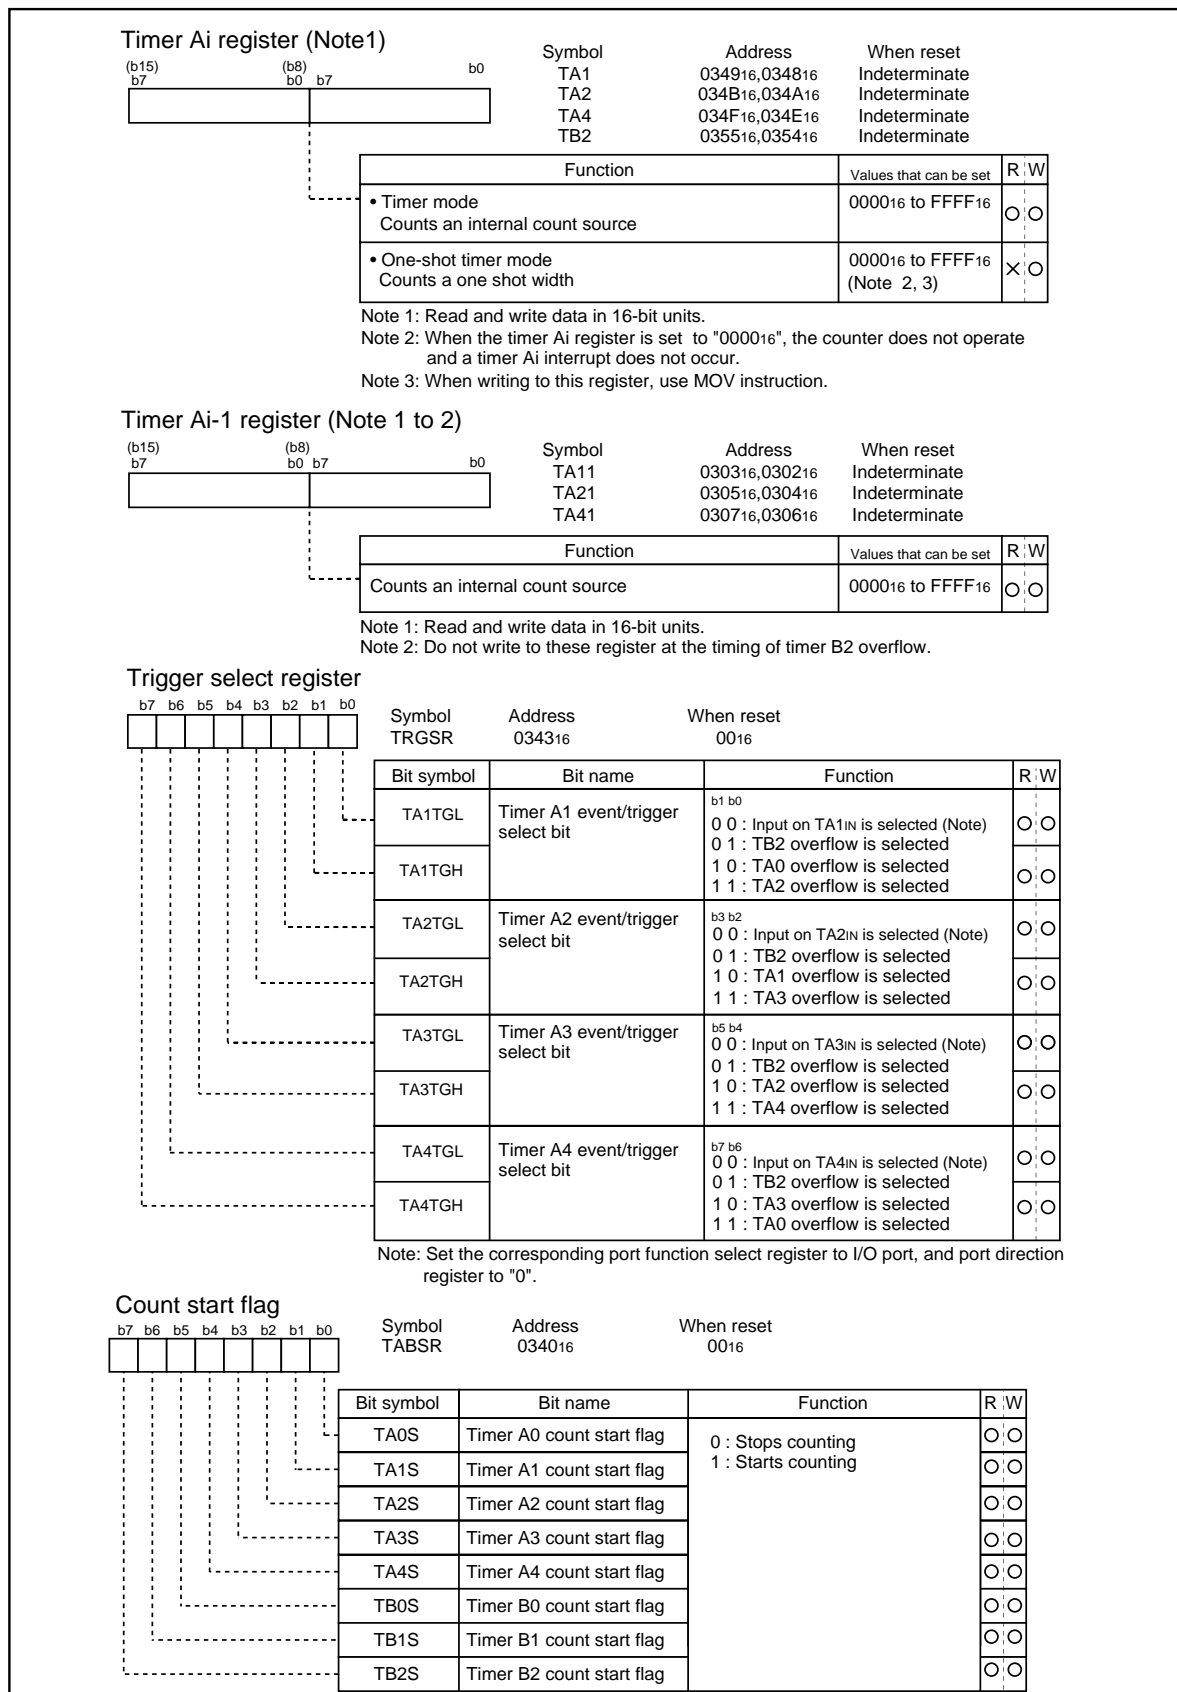 Timer Ai register (Note1)
Symbol Address When reset
(b15) (b8)
b7 b0 b7 b0
TA1 034916,034816 Indeterminate
TA2 034B16,034A16 Indeterminate
TA4 034F16,034E16 Indeterminate
TB2 035516,035416 Indeterminate
Function Values that can be set R W
• Timer mode 000016 to FFFF16
Counts an internal count source
• One-shot timer mode 000016 to FFFF16
Counts a one shot width (Note 2, 3)
Note 1: Read and write data in 16-bit units.
Note 2: When the timer Ai register is set to "000016", the counter does not operate
and a timer Ai interrupt does not occur.
Note 3: When writing to this register, use MOV instruction.
Timer Ai-1 register (Note 1 to 2)
(b15) (b8)
b7 b0 b7 b0
Symbol Address When reset
TA11 030316,030216 Indeterminate
TA21 030516,030416 Indeterminate
TA41 030716,030616 Indeterminate
Function Values that can be set R W
Counts an internal count source 000016 to FFFF16
Note 1: Read and write data in 16-bit units.
Note 2: Do not write to these register at the timing of timer B2 overflow.
Trigger select register
b7 b6 b5 b4 b3 b2 b1 b0
Symbol Address When reset
TRGSR 034316 0016
Bit symbol Bit name Function R W
TA1TGL Timer A1 event/trigger
select bit
b1 b0
0 0 : Input on TA1IN is selected (Note)
0 1 : TB2 overflow is selected
TA1TGH 1 0 : TA0 overflow is selected
1 1 : TA2 overflow is selected
TA2TGL Timer A2 event/trigger
select bit
b3 b2
0 0 : Input on TA2IN is selected (Note)
0 1 : TB2 overflow is selected
TA2TGH 1 0 : TA1 overflow is selected
1 1 : TA3 overflow is selected
TA3TGL Timer A3 event/trigger
select bit
b5 b4
0 0 : Input on TA3IN is selected (Note)
0 1 : TB2 overflow is selected
TA3TGH 1 0 : TA2 overflow is selected
1 1 : TA4 overflow is selected
TA4TGL Timer A4 event/trigger
select bit
b7 b6
0 0 : Input on TA4IN is selected (Note)
0 1 : TB2 overflow is selected
TA4TGH 1 0 : TA3 overflow is selected
1 1 : TA0 overflow is selected
Note: Set the corresponding port function select register to I/O port, and port direction
register to "0".
Count start flag
b7 b6 b5 b4 b3 b2 b1 b0
Symbol Address When reset
TABSR 034016 0016
Bit symbol Bit name Function R W
TA0S Timer A0 count start flag 0 : Stops counting
TA1S Timer A1 count start flag 1 : Starts counting
TA2S Timer A2 count start flag
TA3S Timer A3 count start flag
TA4S Timer A4 count start flag
TB0S Timer B0 count start flag
TB1S Timer B1 count start flag
TB2S Timer B2 count start flag